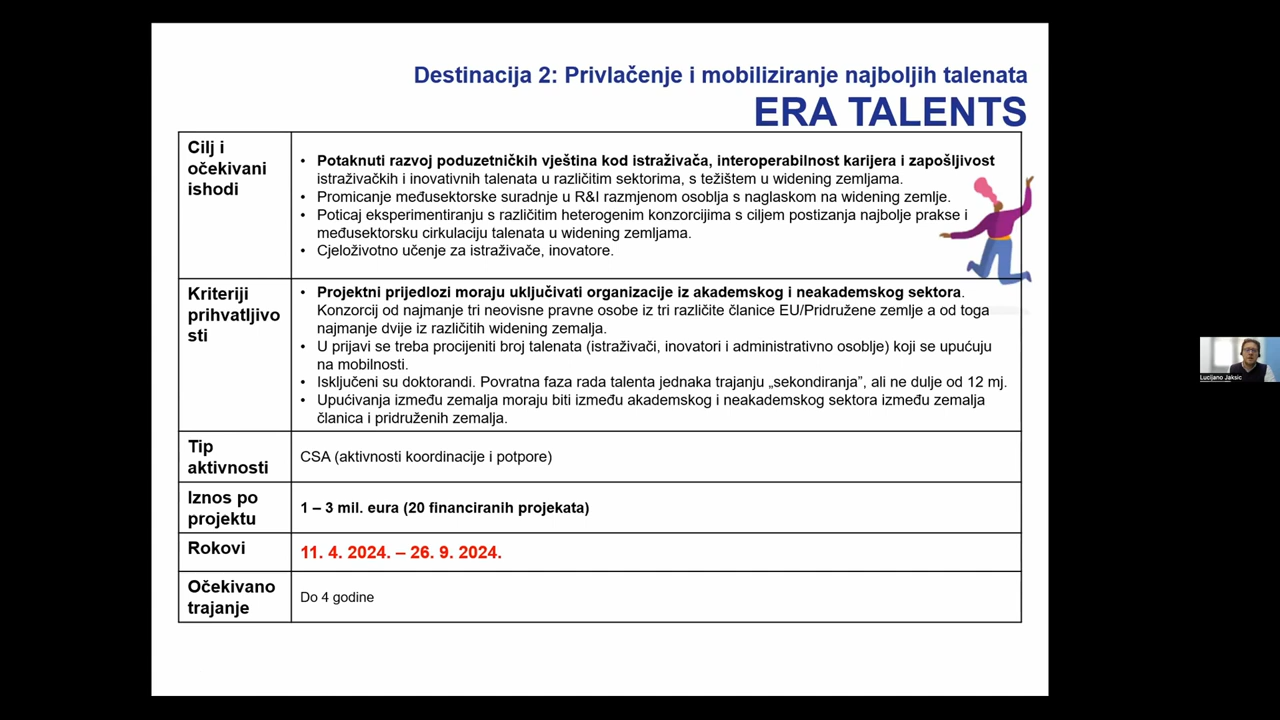 Destinacija 2: Privlačenje i mobiliziranje najboljih talenata
ERA TALENTS
Cilj i
očekivani
ishodi
• Potaknuti razvoj poduzetničkih vještina kod istraživača, interoperabilnost karijera i zapošljivost
istraživačkih i inovativnih talenata u različitim sektorima, s težištem u widening zemljama.
• Promicanje međusektorske suradnje u R&I razmjenom osoblja s naglaskom na widening zemlje.
• Poticaj eksperimentiranju s različitim heterogenim konzorcijima s ciljem postizanja najbolje prakse i
međusektorsku cirkulaciju talenata u widening zemljama.
• Cjeloživotno učenje za istraživače, inovatore.
Kriteriji
prihvatljivo
sti
• Projektni prijedlozi moraju uključivati organizacije iz akademskog i neakademskog sektora.
Konzorcij od najmanje tri neovisne pravne osobe iz tri različite članice EU/Pridružene zemlje a od toga
najmanje dvije iz različitih widening zemalja.
• U prijavi se treba procijeniti broj talenata (istraživači, inovatori i administrativno osoblje) koji se upućuju
na mobilnosti.
• Isključeni su doktorandi. Povratna faza rada talenta jednaka trajanju „sekondiranja”, ali ne dulje od 12 mj.
• Upućivanja između zemalja moraju biti između akademskog i neakademskog sektora između zemalja
članica i pridruženih zemalja.
Tip
aktivnosti
CSA (aktivnosti koordinacije i potpore)
Iznos po
projektu
1 – 3 mil. eura (20 financiranih projekata)
Rokovi
11. 4. 2024. – 26. 9. 2024.
Očekivano
trajanje
Do 4 godine
Lucijano Jaksic